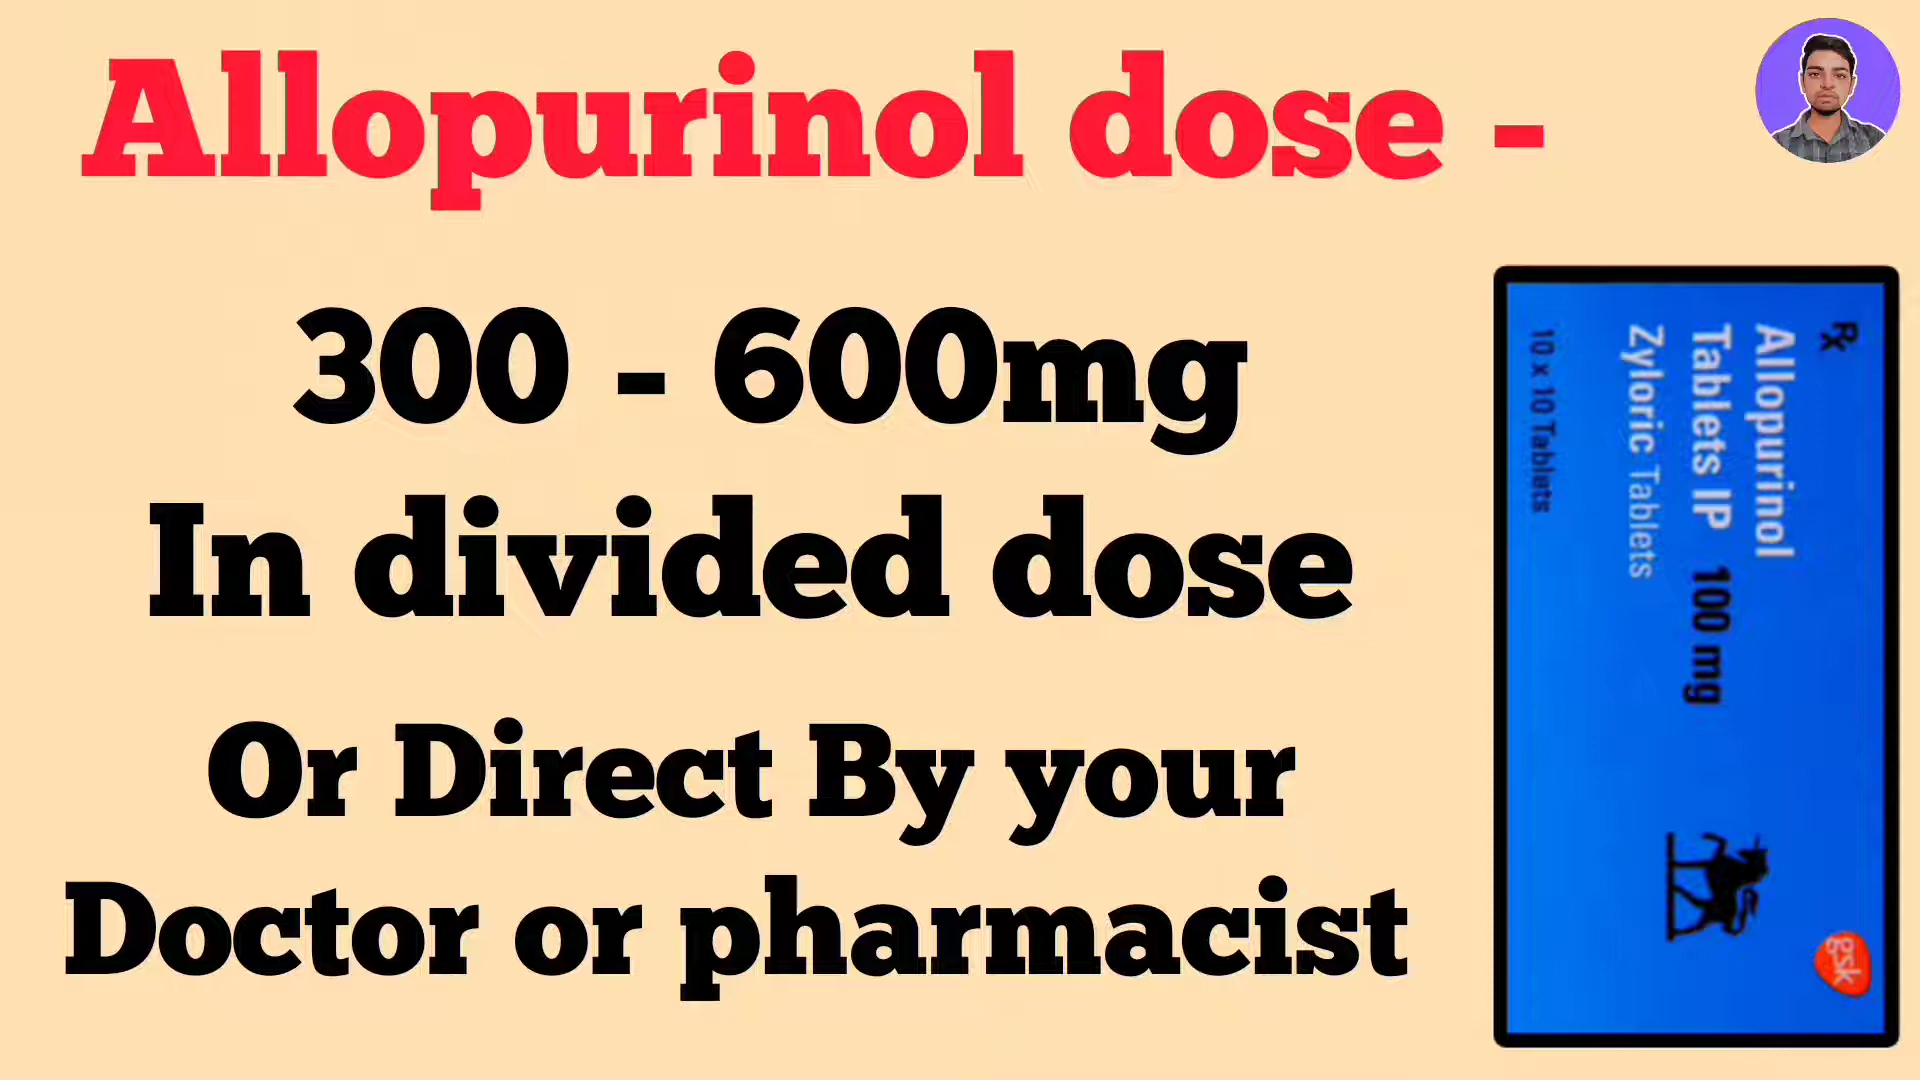 Allopurinol dose -
300 - 600mg
In divided dose
Or Direct By your
Doctor or pharmacist
Rx
Allopurinol
Tablets IP 100 mg
Zyloric Tablets
10 x 10 Tablets
gsk